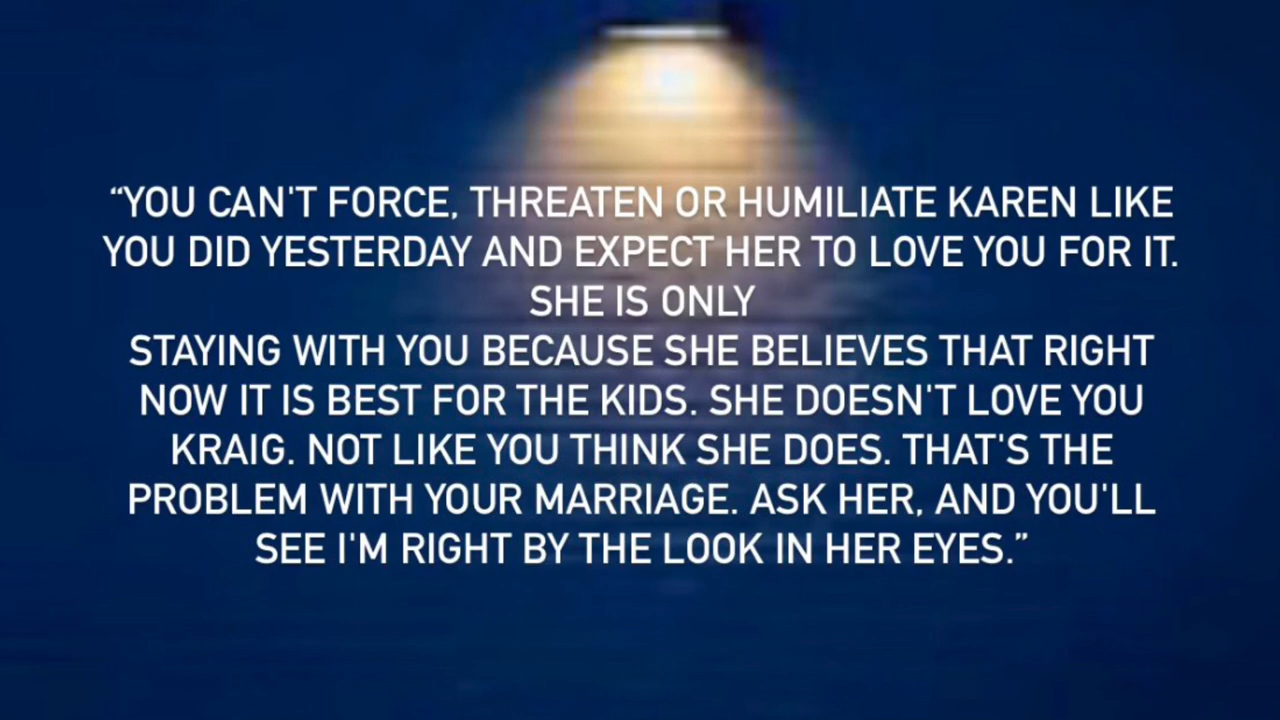 “YOU CAN'T FORCE, THREATEN OR HUMILIATE KAREN LIKE
YOU DID YESTERDAY AND EXPECT HER TO LOVE YOU FOR IT.
SHE IS ONLY
STAYING WITH YOU BECAUSE SHE BELIEVES THAT RIGHT
NOW IT IS BEST FOR THE KIDS. SHE DOESN'T LOVE YOU
KRAIG. NOT LIKE YOU THINK SHE DOES. THAT'S THE
PROBLEM WITH YOUR MARRIAGE. ASK HER, AND YOU'LL
SEE I'M RIGHT BY THE LOOK IN HER EYES.”